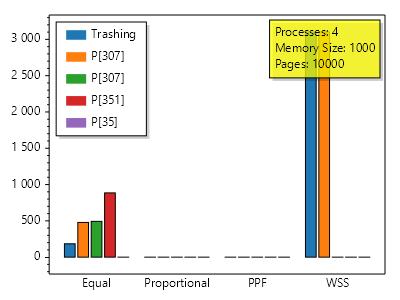 Trashing
P[307]
P[307]
P[351]
P[35]
Processes: 4
Memory Size: 1000
Pages: 10000
3 000
2 500
2 000
1 500
1 000
500
0
Equal Proportional PPF WSS